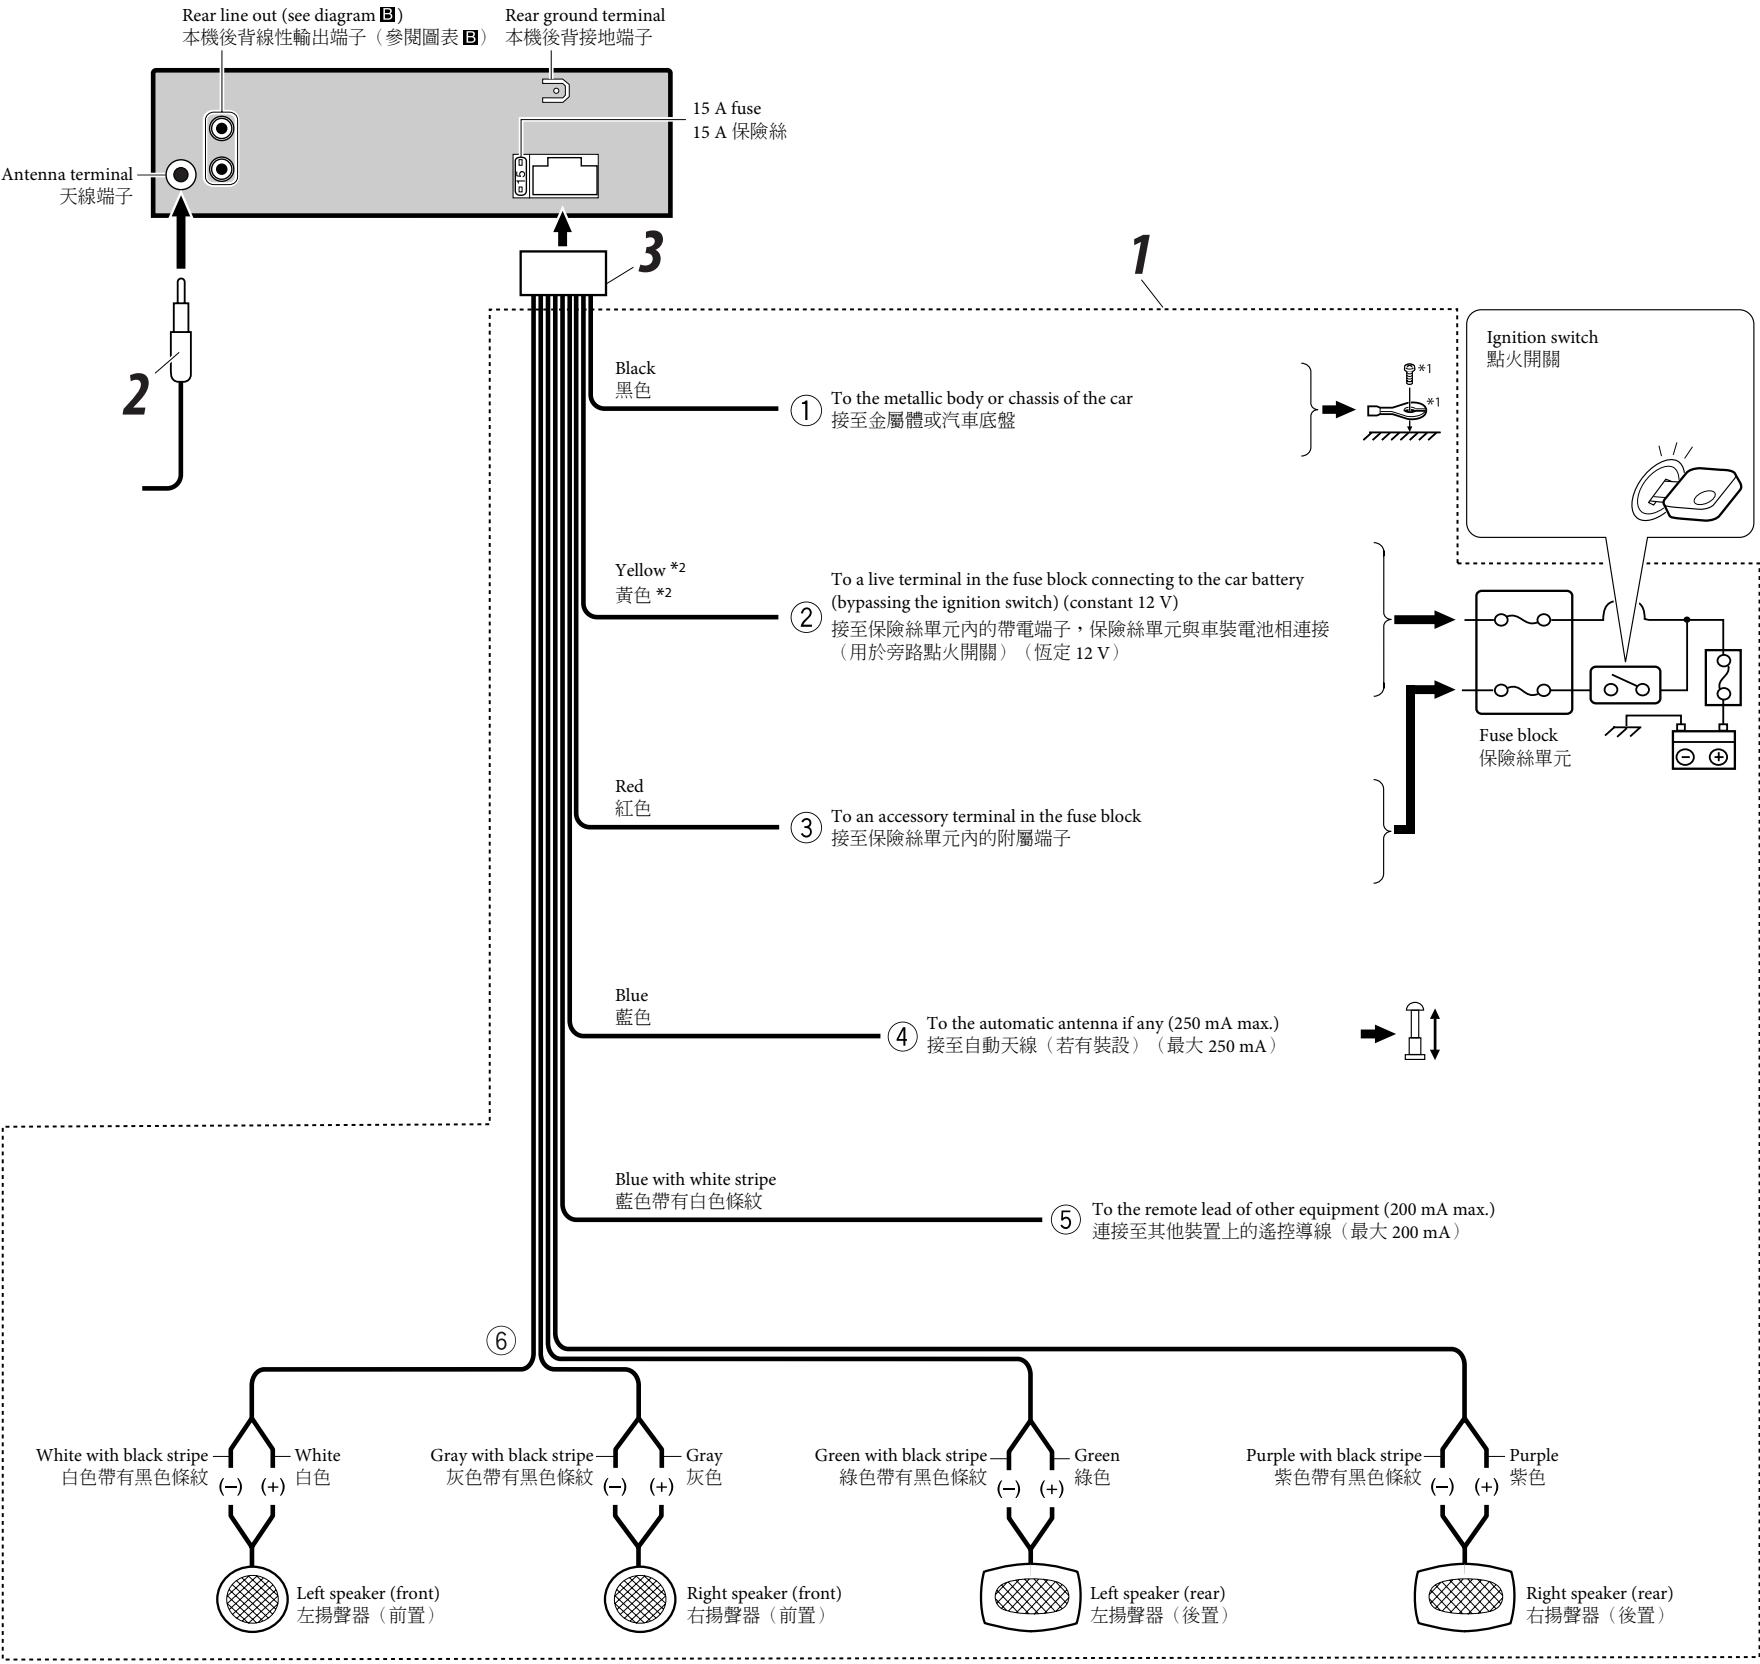 Rear line out (see diagram B)
本機後背線性輸出端子（參閱圖表 B）
Rear ground terminal
本機後背接地端子
15 A fuse
15 A 保險絲
15
Antenna terminal
天線端子
3
1
2
Ignition switch
點火開關
Black
黑色
① To the metallic body or chassis of the car
接至金屬體或汽車底盤
*1
*1
Yellow *2
黃色 *2
② To a live terminal in the fuse block connecting to the car battery
(bypassing the ignition switch) (constant 12 V)
接至保險絲單元內的帶電端子，保險絲單元與車裝電池相連接
（用於旁路點火開關）（恆定 12 V）
Fuse block
保險絲單元
Red
紅色
③ To an accessory terminal in the fuse block
接至保險絲單元內的附屬端子
Blue
藍色
④ To the automatic antenna if any (250 mA max.)
接至自動天線（若有裝設）（最大 250 mA）
Blue with white stripe
藍色帶有白色條紋
⑤ To the remote lead of other equipment (200 mA max.)
連接至其他裝置上的遙控導線（最大 200 mA）
⑥
White with black stripe
白色帶有黑色條紋
(−) (+)
White
白色
Gray with black stripe
灰色帶有黑色條紋
(−) (+)
Gray
灰色
Green with black stripe
綠色帶有黑色條紋
(−) (+)
Green
綠色
Purple with black stripe
紫色帶有黑色條紋
(−) (+)
Purple
紫色
Left speaker (front)
左揚聲器（前置）
Right speaker (front)
右揚聲器（前置）
Left speaker (rear)
左揚聲器（後置）
Right speaker (rear)
右揚聲器（後置）